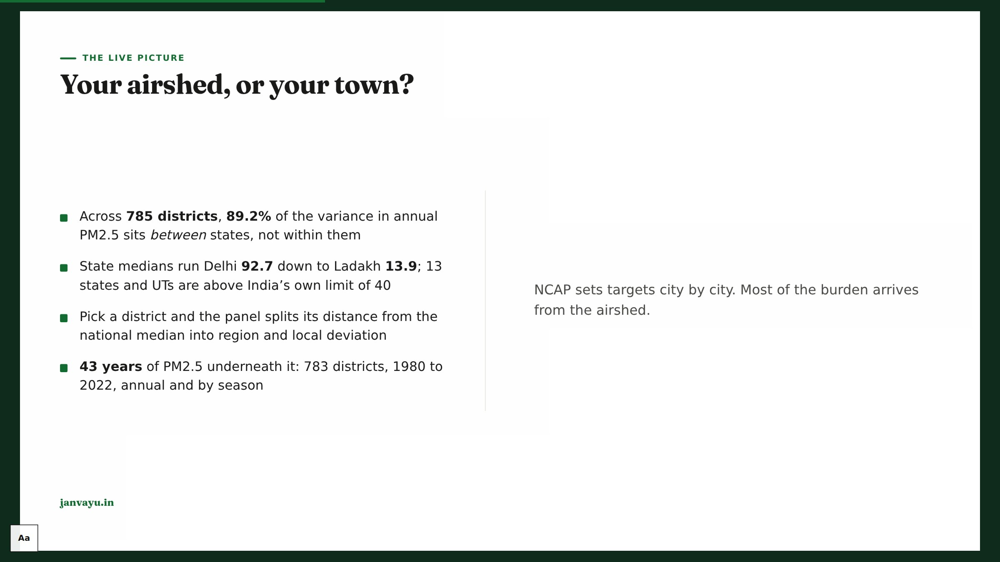 THE LIVE PICTURE
Your airshed, or your town?
Across 785 districts, 89.2% of the variance in annual
PM2.5 sits between states, not within them
State medians run Delhi 92.7 down to Ladakh 13.9; 13
states and UTs are above India’s own limit of 40
Pick a district and the panel splits its distance from the
national median into region and local deviation
43 years of PM2.5 underneath it: 783 districts, 1980 to
2022, annual and by season
NCAP sets targets city by city. Most of the burden arrives
from the airshed.
janvayu.in
Aa